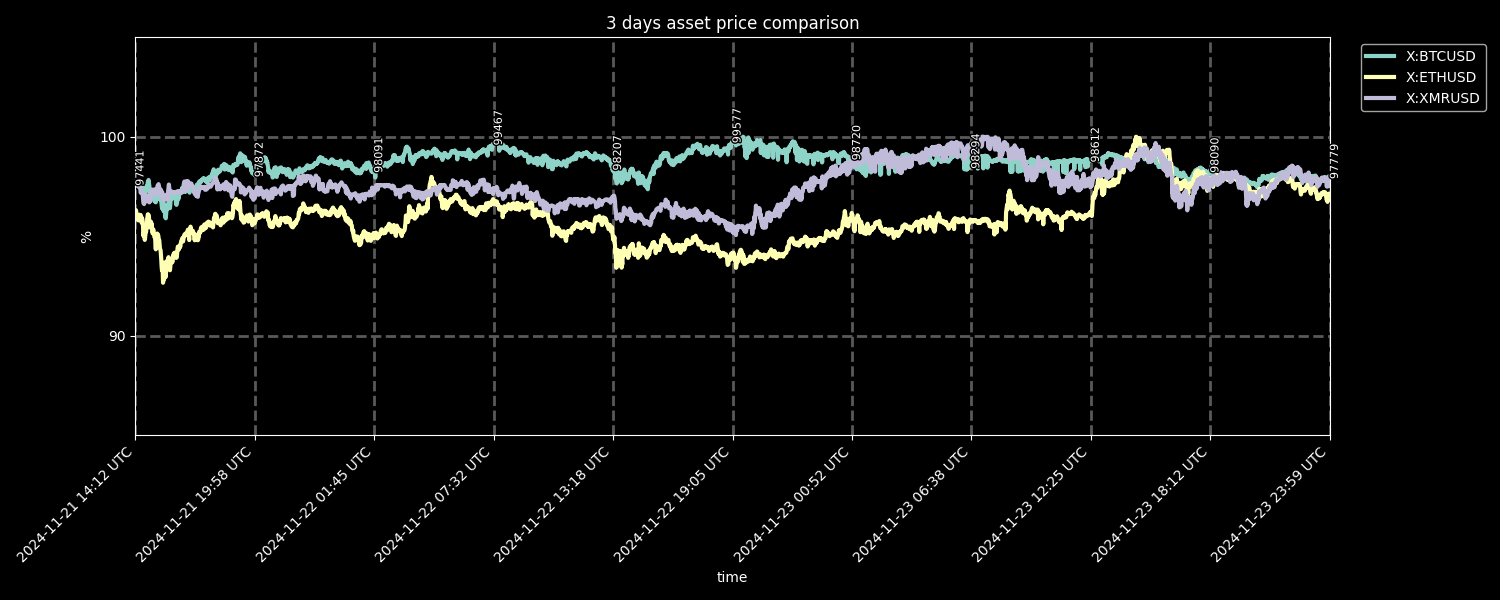 3 days asset price comparison
X:BTCUSD
X:ETHUSD
X:XMRUSD
100
90
%
97441
97872
98091
99467
98207
99577
98720
98294
98612
98090
97779
2024-11-21 14:12 UTC
2024-11-21 19:58 UTC
2024-11-22 01:45 UTC
2024-11-22 07:32 UTC
2024-11-22 13:18 UTC
2024-11-22 19:05 UTC
2024-11-23 00:52 UTC
2024-11-23 06:38 UTC
2024-11-23 12:25 UTC
2024-11-23 18:12 UTC
2024-11-23 23:59 UTC
time